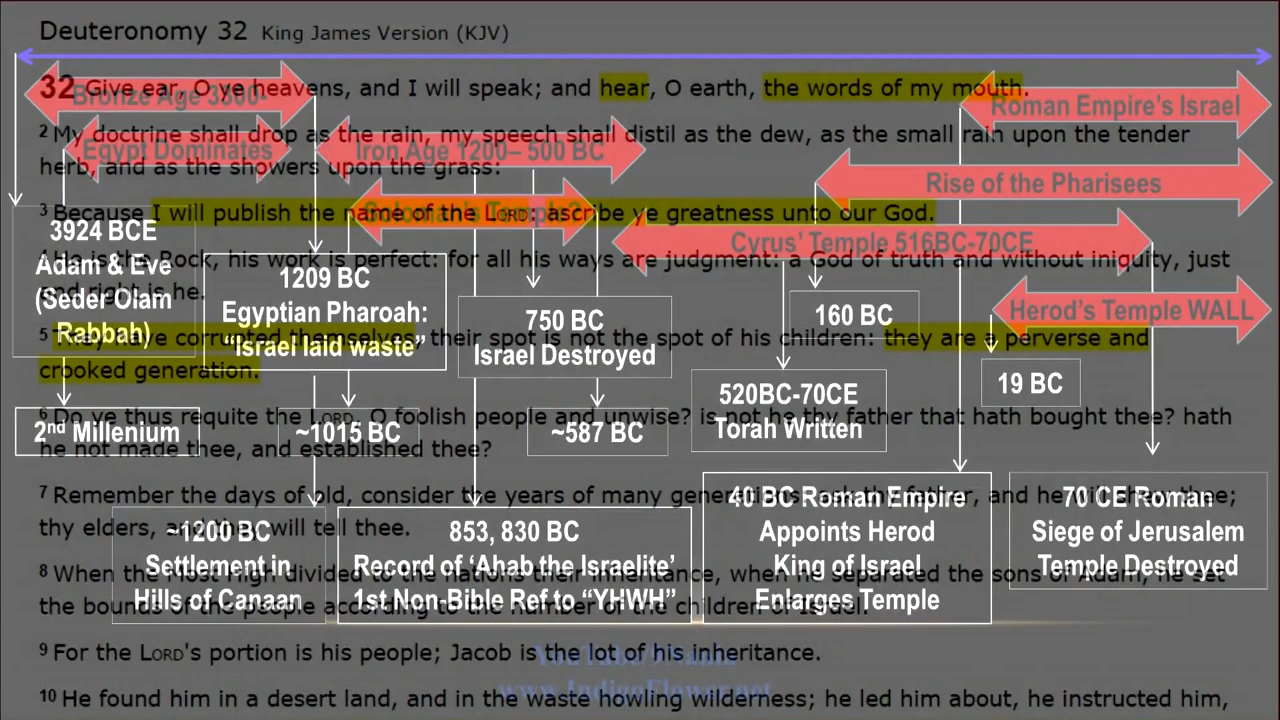 Deuteronomy 32 King James Version (KJV)
32 Give ear, O ye heavens, and I will speak; and hear, O earth, the words of my mouth.
Bronze Age 3300-
Roman Empire's Israel
2 My doctrine shall drop as the rain, my speech shall distil as the dew, as the small rain upon the tender
herb, and as the showers upon the grass:
Egypt Dominates
Iron Age 1200– 500 BC
Rise of the Pharisees
3 Because I will publish the name of the LORD: ascribe ye greatness unto our God.
Solomon's Temple?
Cyrus' Temple 516BC-70CE
4 He is the Rock, his work is perfect: for all his ways are judgment: a God of truth and without iniquity, just
and right is he.
Herod's Temple WALL
3924 BCE
Adam & Eve
(Seder Olam
Rabbah)
1209 BC
Egyptian Pharoah:
“Israel laid waste”
750 BC
Israel Destroyed
160 BC
5 They have corrupted themselves, their spot is not the spot of his children: they are a perverse and
crooked generation.
19 BC
520BC-70CE
Torah Written
2nd Millenium
~1015 BC
~587 BC
6 Do ye thus requite the LORD, O foolish people and unwise? is not he thy father that hath bought thee? hath
he not made thee, and established thee?
7 Remember the days of old, consider the years of many generations: ask thy father, and he will shew thee;
thy elders, and they will tell thee.
~1200 BC
Settlement in
Hills of Canaan
853, 830 BC
Record of ‘Ahab the Israelite’
1st Non-Bible Ref to “YHWH”
40 BC Roman Empire
Appoints Herod
King of Israel
Enlarges Temple
70 CE Roman
Siege of Jerusalem
Temple Destroyed
8 When the Most High divided to the nations their inheritance, when he separated the sons of Adam, he set
the bounds of the people according to the number of the children of Israel.
9 For the LORD's portion is his people; Jacob is the lot of his inheritance.
www.IndigoFlower.net
10 He found him in a desert land, and in the waste howling wilderness; he led him about, he instructed him,